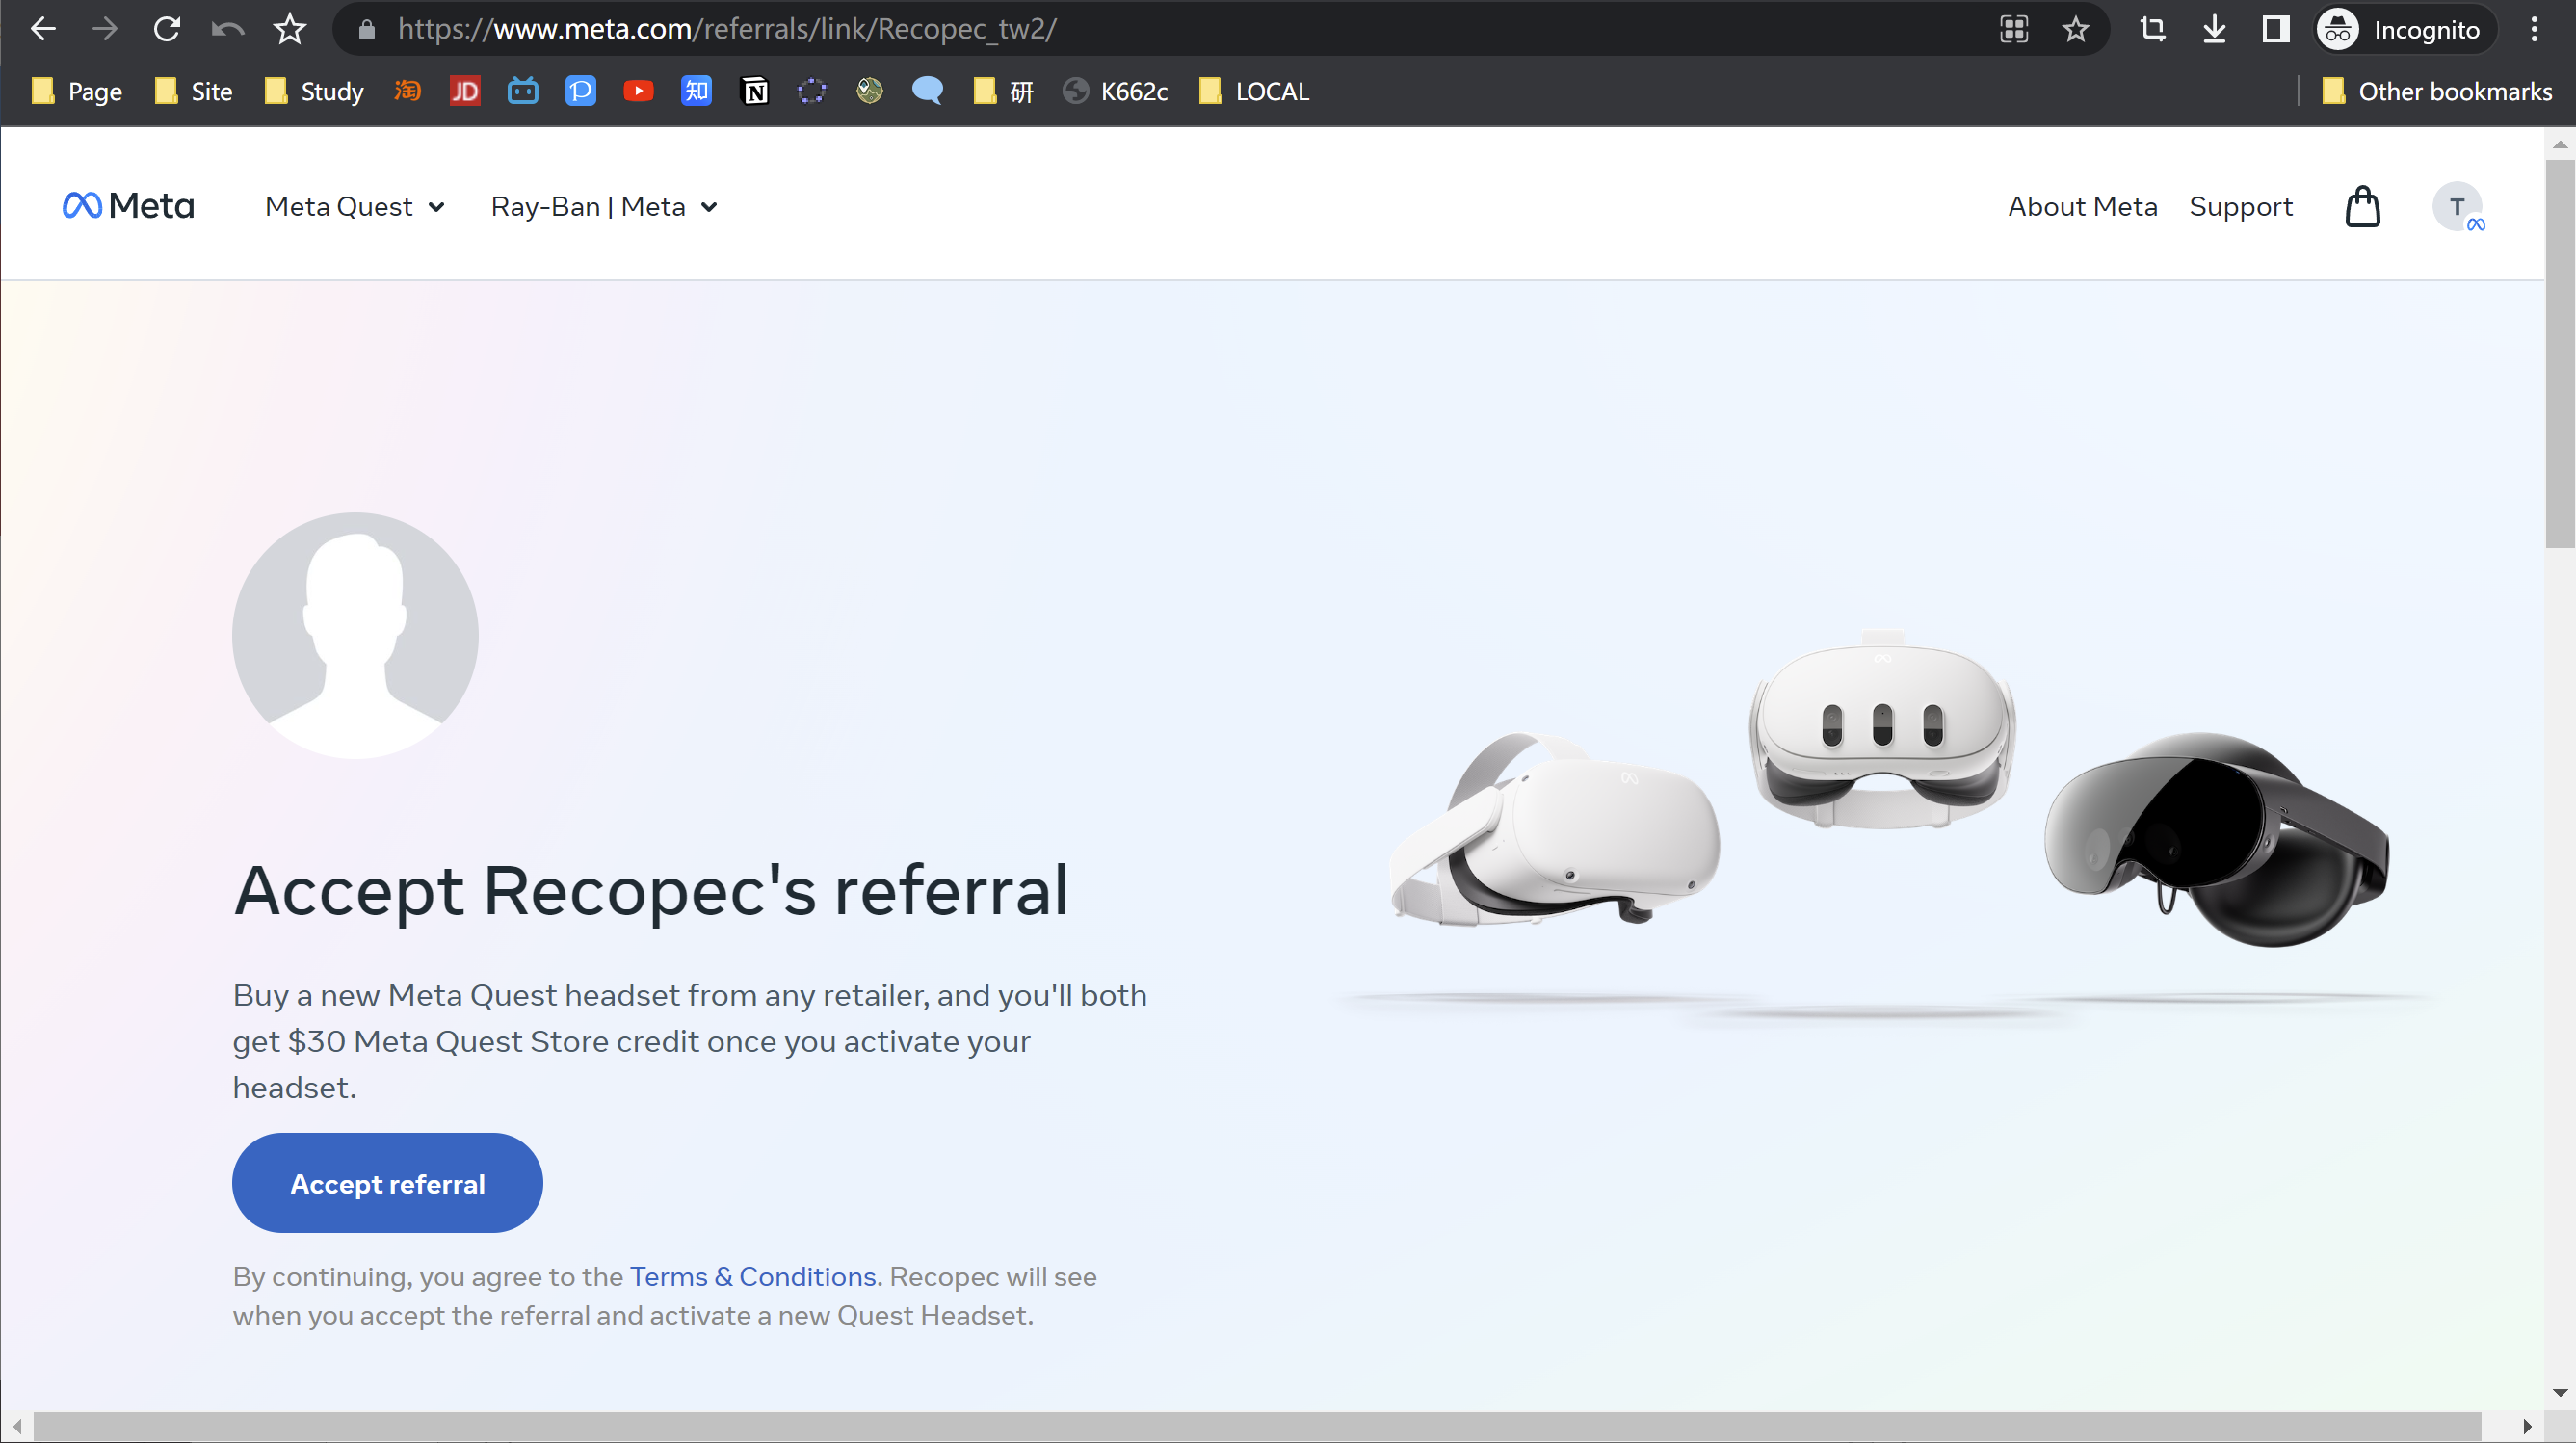 https://www.meta.com/referrals/link/Recopec_tw2/
Incognito
Page Site Study 淘 JD P 知 N 研 K662c LOCAL Other bookmarks
Meta Meta Quest Ray-Ban | Meta About Meta Support T
Accept Recopec's referral
Buy a new Meta Quest headset from any retailer, and you'll both
get $30 Meta Quest Store credit once you activate your
headset.
Accept referral
By continuing, you agree to the Terms & Conditions. Recopec will see
when you accept the referral and activate a new Quest Headset.